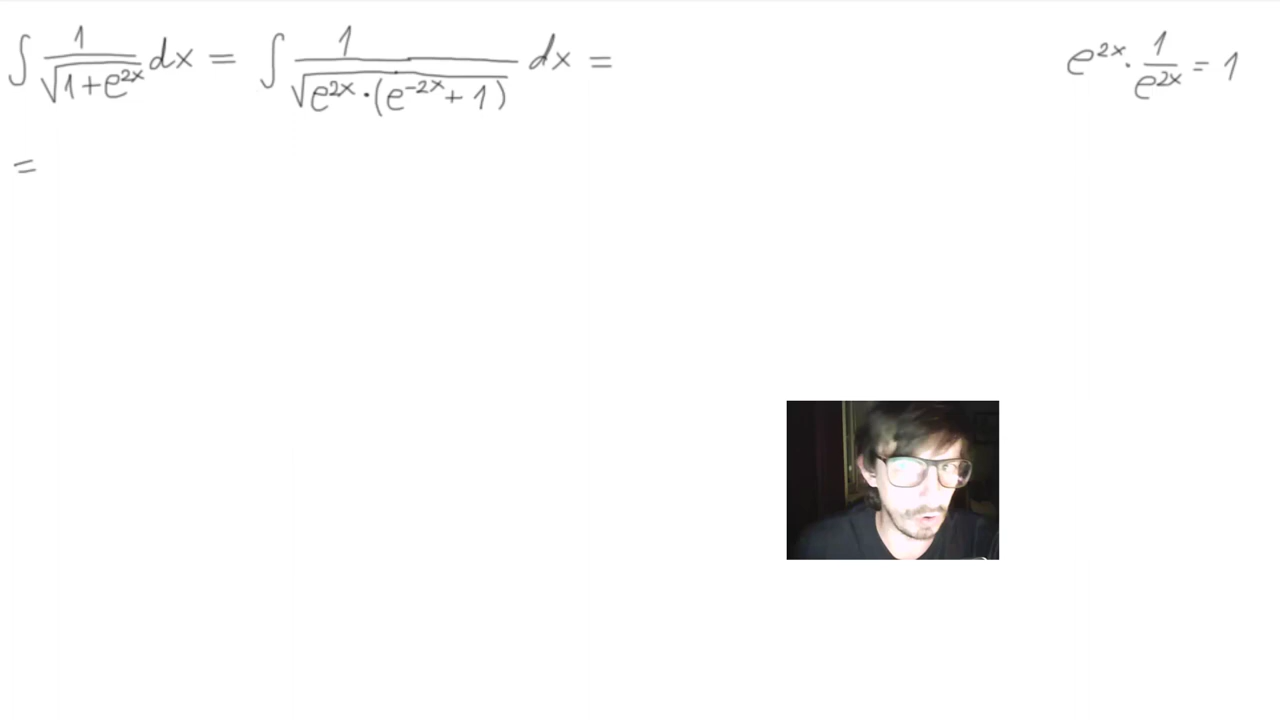 ∫ 1/√(1+e^(2x)) dx = ∫ 1/√(e^(2x)·(e^(-2x)+1)) dx =
e^(2x) · 1/e^(2x) = 1
=